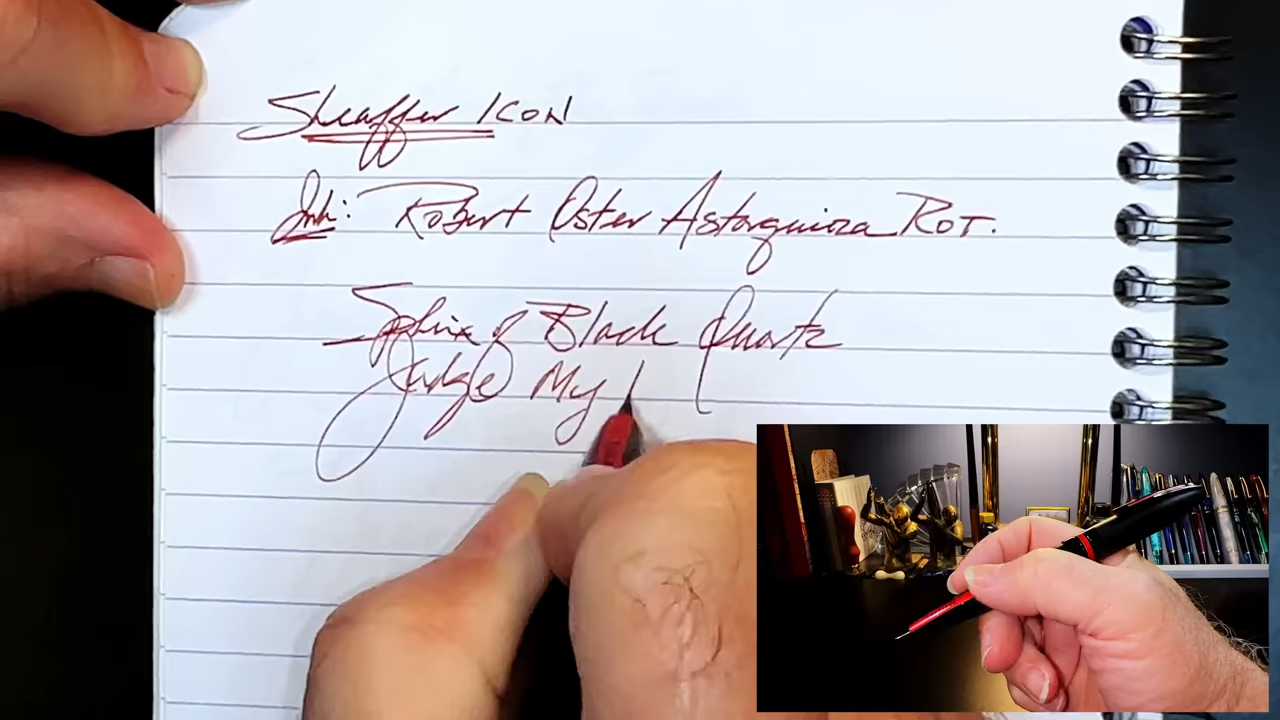 Sheaffer ICON
Ink: Robert Oster Astorquiza Rot.
Sphinx of Black Quartz
Judge My